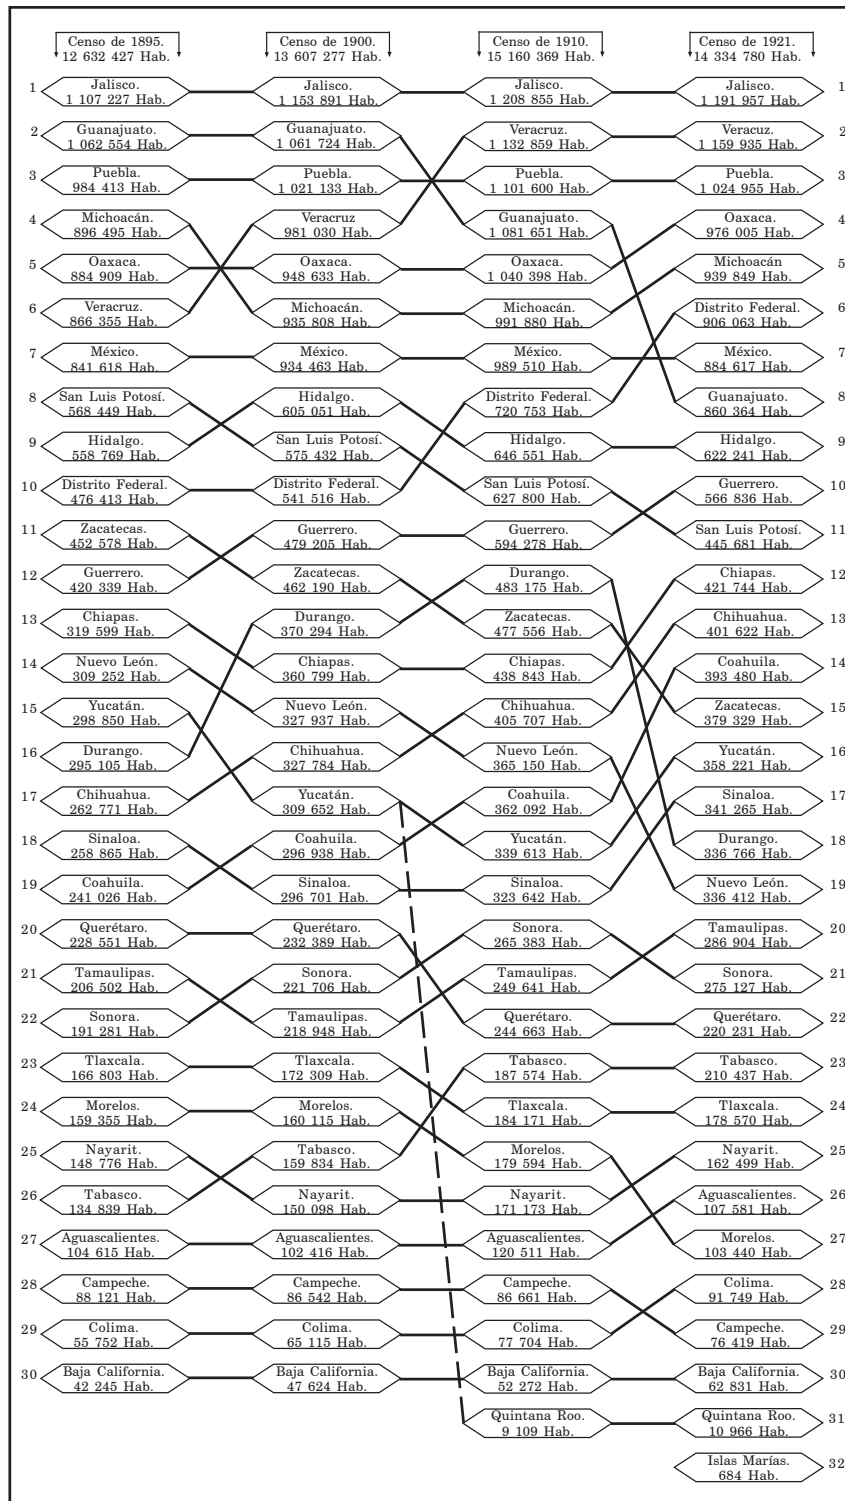 Censo de 1895. Censo de 1900. Censo de 1910. Censo de 1921.
12 632 427 Hab. 13 607 277 Hab. 15 160 369 Hab. 14 334 780 Hab.
1 Jalisco. Jalisco. Jalisco. Jalisco. 1
1 107 227 Hab. 1 153 891 Hab. 1 208 855 Hab. 1 191 957 Hab.
2 Guanajuato. Guanajuato. Veracruz. Veracuz. 2
1 062 554 Hab. 1 061 724 Hab. 1 132 859 Hab. 1 159 935 Hab.
3 Puebla. Puebla. Puebla. Puebla. 3
984 413 Hab. 1 021 133 Hab. 1 101 600 Hab. 1 024 955 Hab.
4 Michoacán. Veracruz Guanajuato. Oaxaca. 4
896 495 Hab. 981 030 Hab. 1 081 651 Hab. 976 005 Hab.
5 Oaxaca. Oaxaca. Oaxaca. Michoacán 5
884 909 Hab. 948 633 Hab. 1 040 398 Hab. 939 849 Hab.
6 Veracruz. Michoacán. Michoacán. Distrito Federal. 6
866 355 Hab. 935 808 Hab. 991 880 Hab. 906 063 Hab.
7 México. México. México. México. 7
841 618 Hab. 934 463 Hab. 989 510 Hab. 884 617 Hab.
8 San Luis Potosí. Hidalgo. Distrito Federal. Guanajuato. 8
568 449 Hab. 605 051 Hab. 720 753 Hab. 860 364 Hab.
9 Hidalgo. San Luis Potosí. Hidalgo. Hidalgo. 9
558 769 Hab. 575 432 Hab. 646 551 Hab. 622 241 Hab.
10 Distrito Federal. Distrito Federal. San Luis Potosí. Guerrero. 10
476 413 Hab. 541 516 Hab. 627 800 Hab. 566 836 Hab.
11 Zacatecas. Guerrero. Guerrero. San Luis Potosí. 11
452 578 Hab. 479 205 Hab. 594 278 Hab. 445 681 Hab.
12 Guerrero. Zacatecas. Durango. Chiapas. 12
420 339 Hab. 462 190 Hab. 483 175 Hab. 421 744 Hab.
13 Chiapas. Durango. Zacatecas. Chihuahua. 13
319 599 Hab. 370 294 Hab. 477 556 Hab. 401 622 Hab.
14 Nuevo León. Chiapas. Chiapas. Coahuila. 14
309 252 Hab. 360 799 Hab. 438 843 Hab. 393 480 Hab.
15 Yucatán. Nuevo León. Chihuahua. Zacatecas. 15
298 850 Hab. 327 937 Hab. 405 707 Hab. 379 329 Hab.
16 Durango. Chihuahua. Nuevo León. Yucatán. 16
295 105 Hab. 327 784 Hab. 365 150 Hab. 358 221 Hab.
17 Chihuahua. Yucatán. Coahuila. Sinaloa. 17
262 771 Hab. 309 652 Hab. 362 092 Hab. 341 265 Hab.
18 Sinaloa. Coahuila. Yucatán. Durango. 18
258 865 Hab. 296 938 Hab. 339 613 Hab. 336 766 Hab.
19 Coahuila. Sinaloa. Sinaloa. Nuevo León. 19
241 026 Hab. 296 701 Hab. 323 642 Hab. 336 412 Hab.
20 Querétaro. Querétaro. Sonora. Tamaulipas. 20
228 551 Hab. 232 389 Hab. 265 383 Hab. 286 904 Hab.
21 Tamaulipas. Sonora. Tamaulipas. Sonora. 21
206 502 Hab. 221 706 Hab. 249 641 Hab. 275 127 Hab.
22 Sonora. Tamaulipas. Querétaro. Querétaro. 22
191 281 Hab. 218 948 Hab. 244 663 Hab. 220 231 Hab.
23 Tlaxcala. Tlaxcala. Tabasco. Tabasco. 23
166 803 Hab. 172 309 Hab. 187 574 Hab. 210 437 Hab.
24 Morelos. Morelos. Tlaxcala. Tlaxcala. 24
159 355 Hab. 160 115 Hab. 184 171 Hab. 178 570 Hab.
25 Nayarit. Tabasco. Morelos. Nayarit. 25
148 776 Hab. 159 834 Hab. 179 594 Hab. 162 499 Hab.
26 Tabasco. Nayarit. Nayarit. Aguascalientes. 26
134 839 Hab. 150 098 Hab. 171 173 Hab. 107 581 Hab.
27 Aguascalientes. Aguascalientes. Aguascalientes. Morelos. 27
104 615 Hab. 102 416 Hab. 120 511 Hab. 103 440 Hab.
28 Campeche. Campeche. Campeche. Colima. 28
88 121 Hab. 86 542 Hab. 86 661 Hab. 91 749 Hab.
29 Colima. Colima. Colima. Campeche. 29
55 752 Hab. 65 115 Hab. 77 704 Hab. 76 419 Hab.
30 Baja California. Baja California. Baja California. Baja California. 30
42 245 Hab. 47 624 Hab. 52 272 Hab. 62 831 Hab.
Quintana Roo. Quintana Roo. 31
9 109 Hab. 10 966 Hab.
Islas Marías. 32
684 Hab.